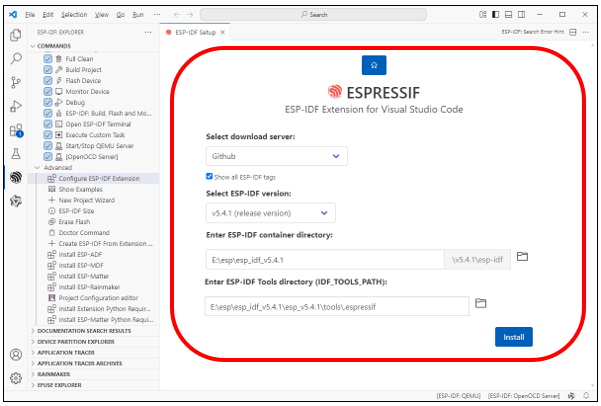 File Edit Selection View Go Run ··· Search
ESP-IDF: EXPLORER ···
ESP-IDF Setup
ESP-IDF: Search Error Hint
COMMANDS
Full Clean
Build Project
Flash Device
Monitor Device
Debug
ESP-IDF: Build, Flash and Mo...
Open ESP-IDF Terminal
Execute Custom Task
Start/Stop QEMU Server
[OpenOCD Server]
Advanced
Configure ESP-IDF Extension
Show Examples
New Project Wizard
ESP-IDF Size
Erase Flash
Doctor Command
Create ESP-IDF From Extension ...
Install ESP-ADF
Install ESP-MDF
Install ESP-Matter
Install ESP-Rainmaker
Project Configuration editor
Install Extension Python Requir...
Install ESP-Matter Python Requi...
DOCUMENTATION SEARCH RESULTS
DEVICE PARTITION EXPLORER
APPLICATION TRACER
APPLICATION TRACER ARCHIVES
RAINMAKER
EFUSE EXPLORER
ESPRESSIF
ESP-IDF Extension for Visual Studio Code
Select download server:
Github
Show all ESP-IDF tags
Select ESP-IDF version:
v5.4.1 (release version)
Enter ESP-IDF container directory:
E:\esp\esp_idf_v5.4.1 \v5.4.1\esp-idf
Enter ESP-IDF Tools directory (IDF_TOOLS_PATH):
E:\esp\esp_idf_v5.4.1\esp_v5.4.1\tools\.espressif
Install
[ESP-IDF: QEMU] [ESP-IDF: OpenOCD Server]